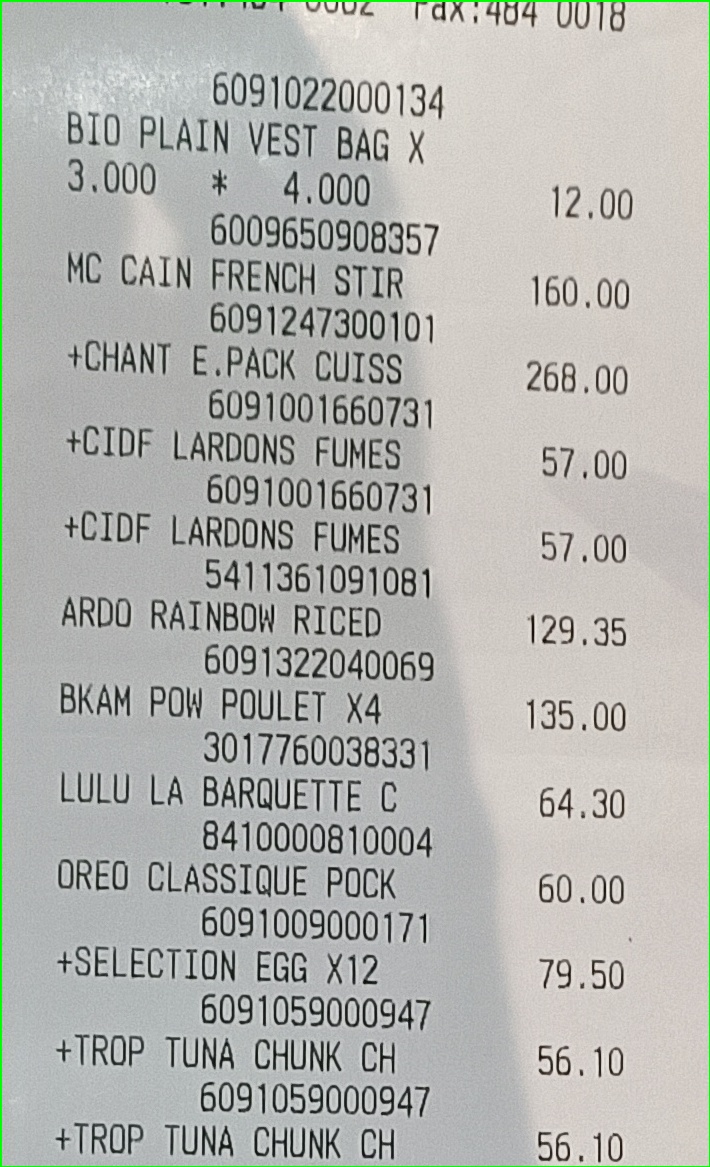 Fax:484 0018
6091022000134
BIO PLAIN VEST BAG X
3.000 * 4.000 12.00
6009650908357
MC CAIN FRENCH STIR 160.00
6091247300101
+CHANT E.PACK CUISS 268.00
6091001660731
+CIDF LARDONS FUMES 57.00
6091001660731
+CIDF LARDONS FUMES 57.00
5411361091081
ARDO RAINBOW RICED 129.35
6091322040069
BKAM POW POULET X4 135.00
3017760038331
LULU LA BARQUETTE C 64.30
8410000810004
OREO CLASSIQUE POCK 60.00
6091009000171
+SELECTION EGG X12 79.50
6091059000947
+TROP TUNA CHUNK CH 56.10
6091059000947
+TROP TUNA CHUNK CH 56.10